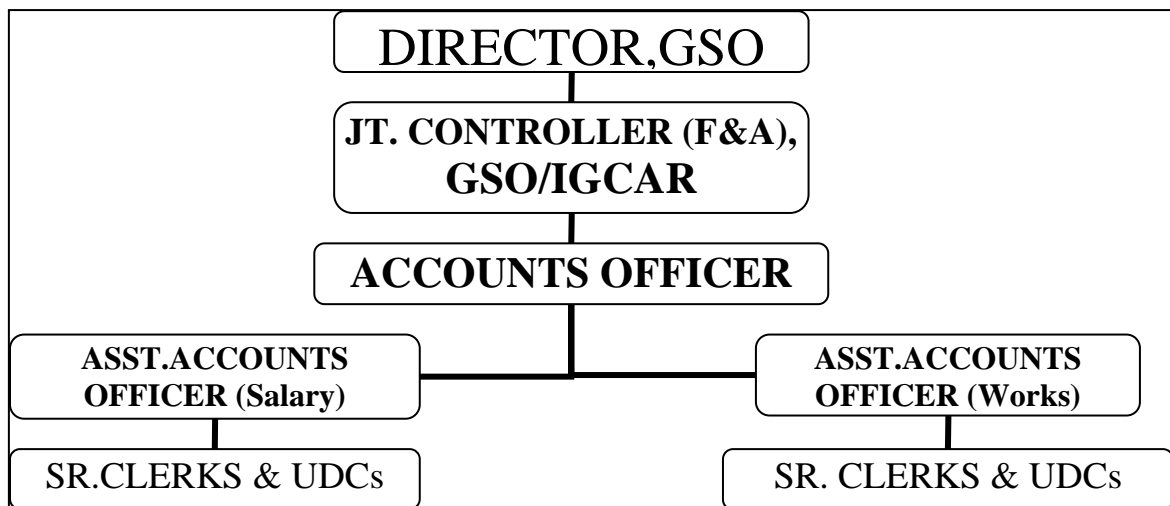 DIRECTOR,GSO
JT. CONTROLLER (F&A),
GSO/IGCAR
ACCOUNTS OFFICER
ASST.ACCOUNTS
OFFICER (Salary)
ASST.ACCOUNTS
OFFICER (Works)
SR.CLERKS & UDCs
SR. CLERKS & UDCs